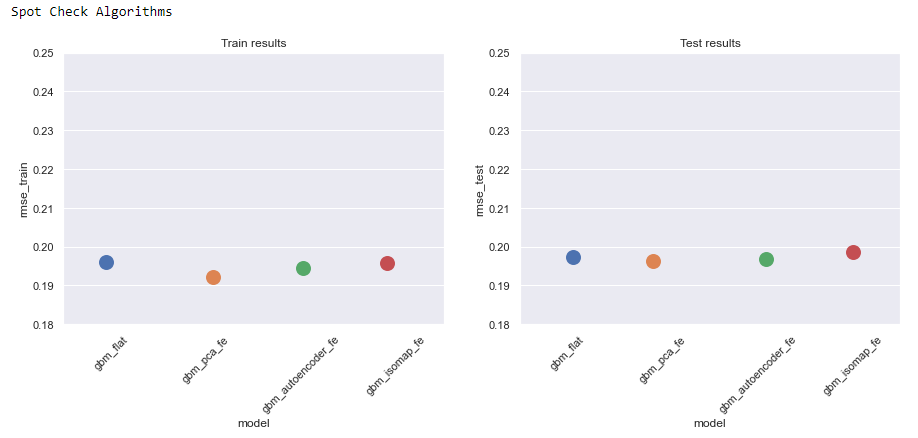 Spot Check Algorithms
Train results
0.25
0.24
0.23
0.22
0.21
0.20
0.19
0.18
rmse_train
gbm_flat
gbm_pca_fe
gbm_autoencoder_fe
gbm_isomap_fe
model
Test results
0.25
0.24
0.23
0.22
0.21
0.20
0.19
0.18
rmse_test
gbm_flat
gbm_pca_fe
gbm_autoencoder_fe
gbm_isomap_fe
model